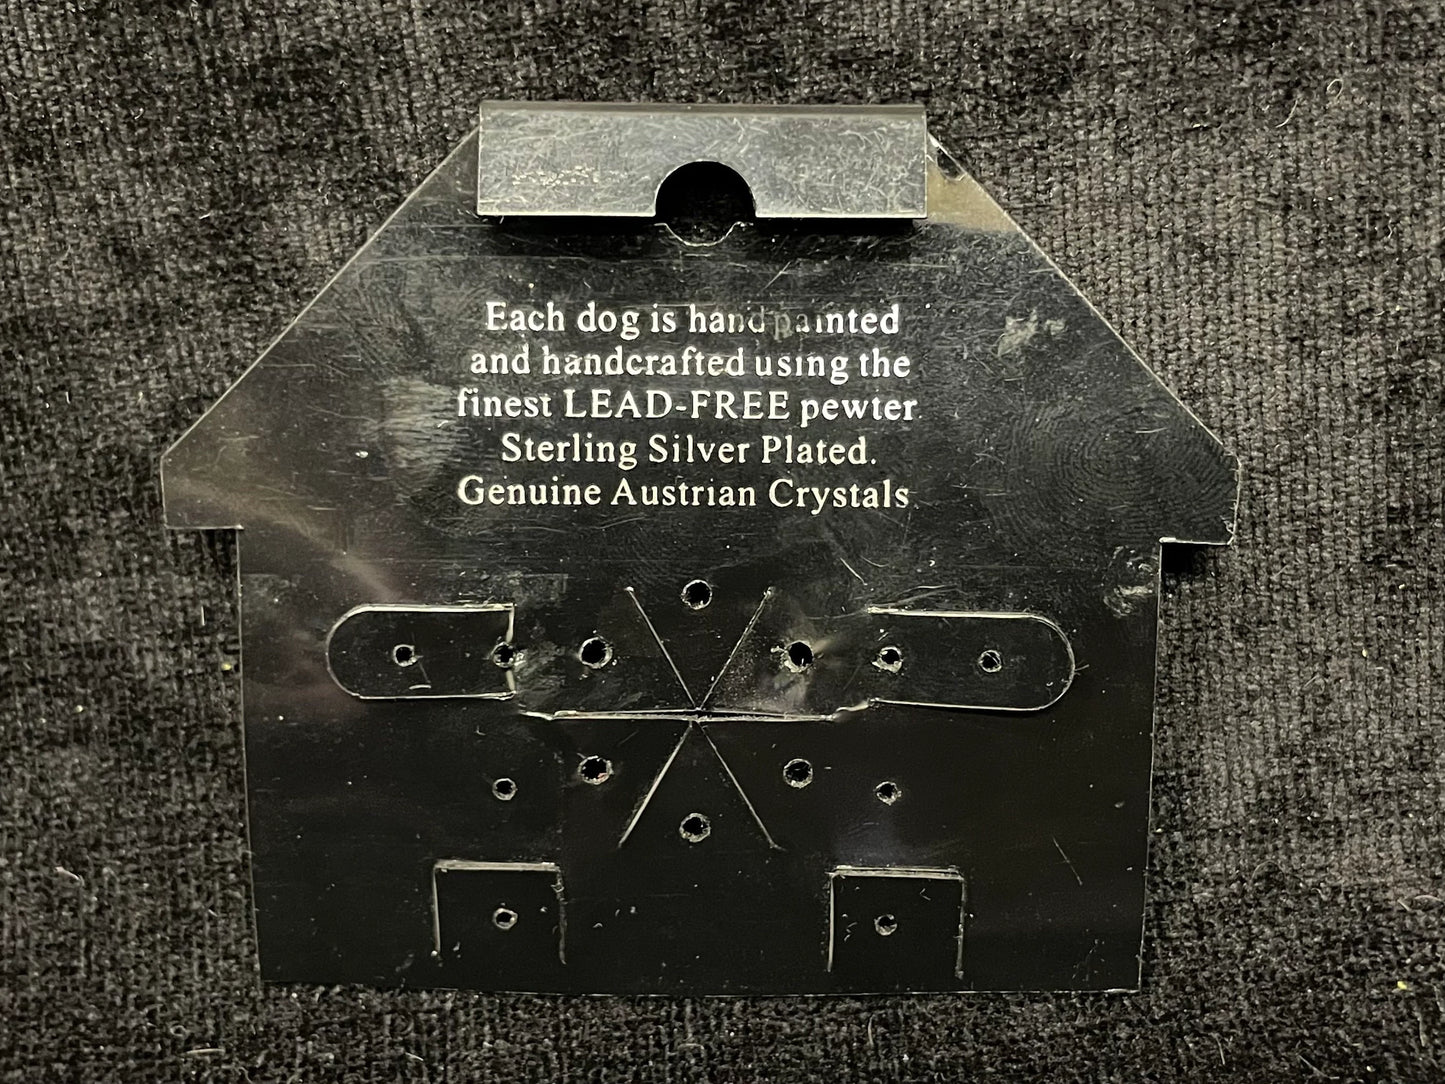 Each dog is hand painted
and handcrafted using the
finest LEAD-FREE pewter
Sterling Silver Plated.
Genuine Austrian Crystals